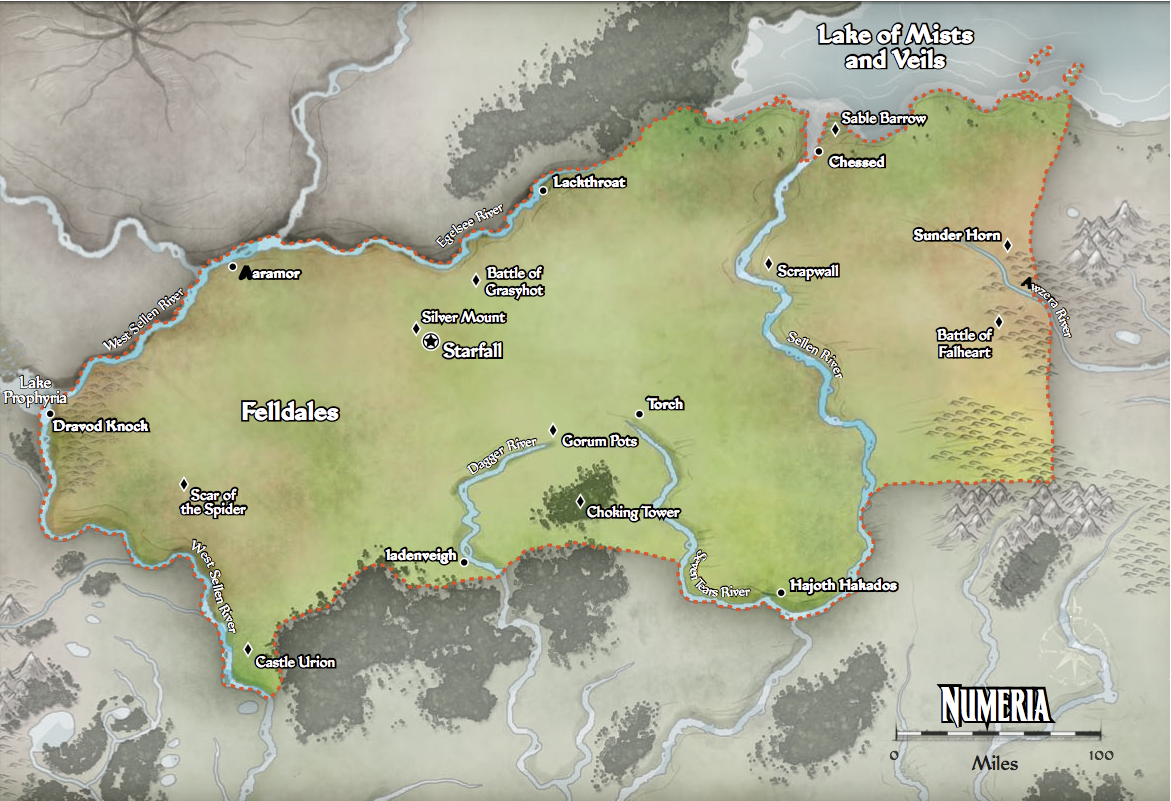 Lake of Mists
and Veils
Sable Barrow
Chessed
Lackthroat
Egelsee River
Sunder Horn
Aaramor
Battle of
Grasyhot
Scrapwall
Awzera River
West Sellen River
Silver Mount
Starfall
Sellen River
Battle of
Falheart
Lake
Prophyria
Dravod Knock
Felldales
Torch
Gorum Pots
Dagger River
Scar of
the Spider
Choking Tower
Iadenveigh
West Sellen River
Seven Tears River
Hajoth Hakados
Castle Urion
NUMERIA
0
100
Miles